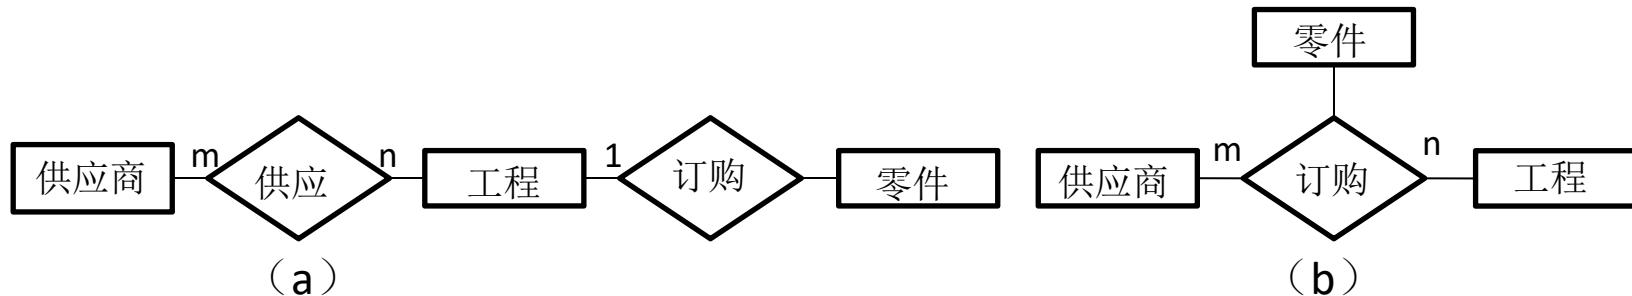 供应商 m 供应 n 工程 1 订购 零件
（a）
零件
供应商 m 订购 n 工程
（b）